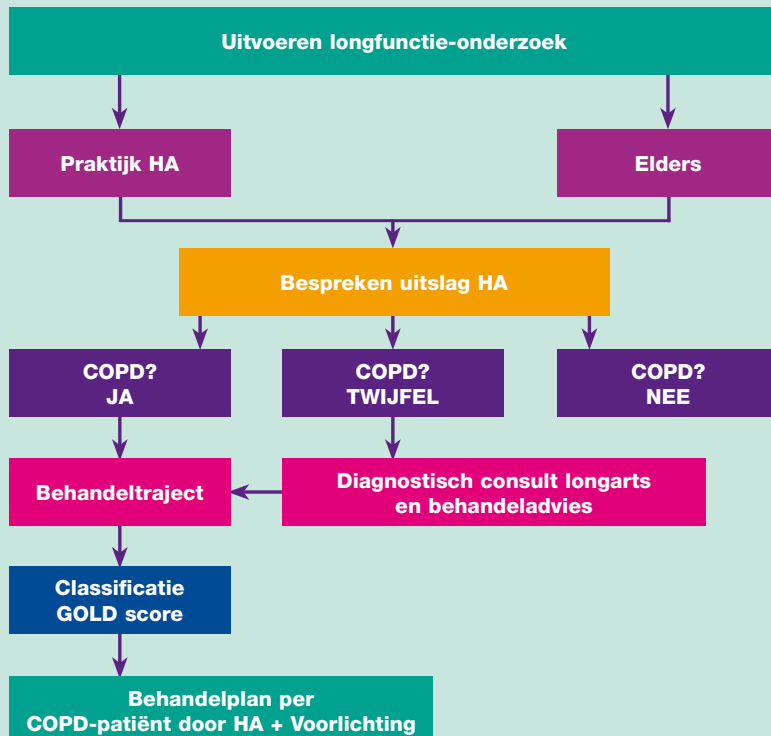 Uitvoeren longfunctie-onderzoek
Praktijk HA
Elders
Bespreken uitslag HA
COPD?
JA
COPD?
TWIJFEL
COPD?
NEE
Behandeltraject
Diagnostisch consult longarts
en behandeladvies
Classificatie
GOLD score
Behandelplan per
COPD-patiënt door HA + Voorlichting